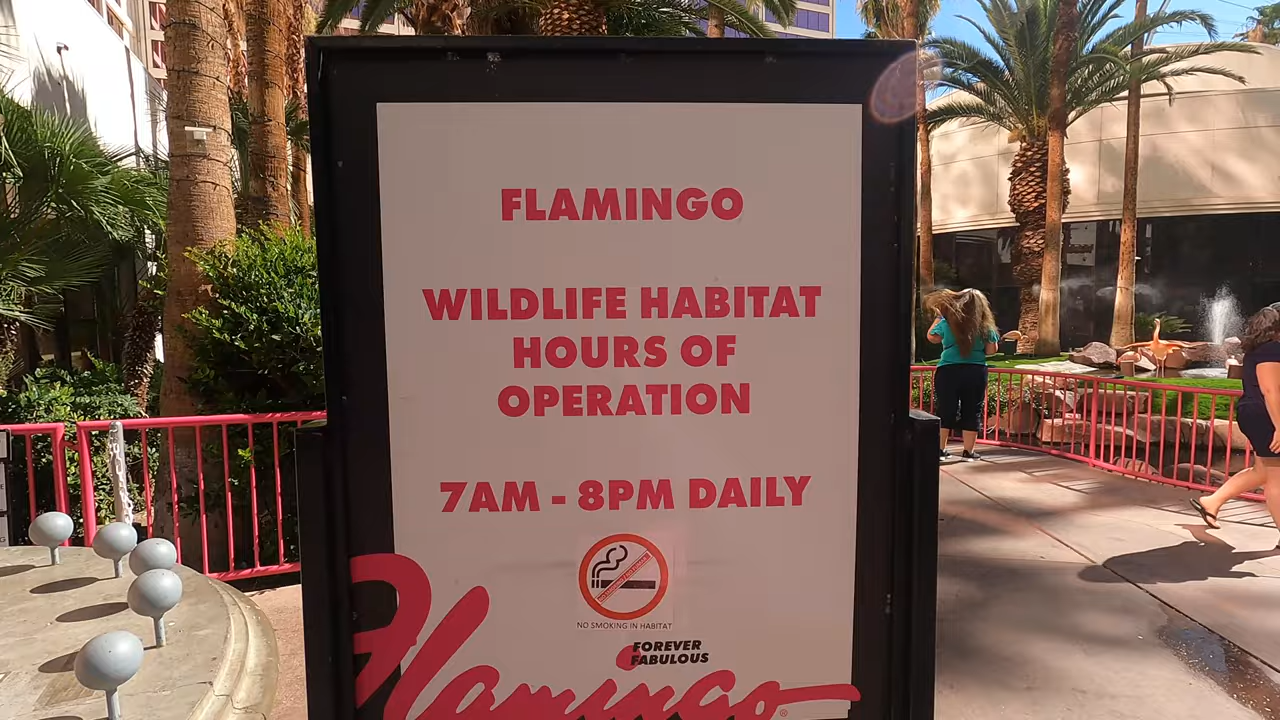 FLAMINGO
WILDLIFE HABITAT
HOURS OF
OPERATION
7AM - 8PM DAILY
NO SMOKING IN HABITAT
FOREVER
FABULOUS
Flamingo